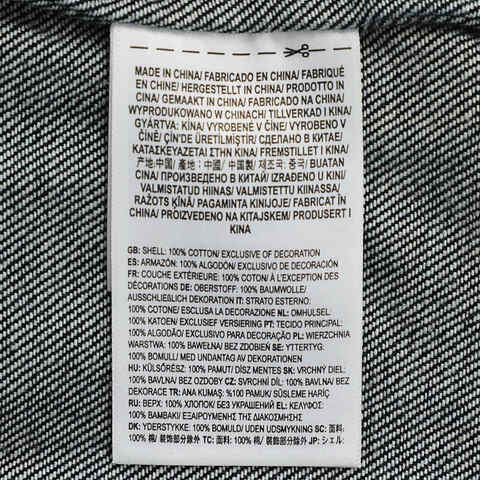 MADE IN CHINA/ FABRICADO EN CHINA/ FABRIQUÉ
EN CHINE/ HERGESTELLT IN CHINA/ PRODOTTO IN
CINA/ GEMAAKT IN CHINA/ FABRICADO NA CHINA/
WYPRODUKOWANO W CHINACH/ TILLVERKAD I KINA/
GYÁRTVA: KÍNA/ VYROBENÉ V ČÍNE/ VYROBENO V
ČÍNĚ/ ÇİN'DE ÜRETİLMİŞTİR/ СДЕЛАНО В КИТАЕ/
ΚΑΤΑΣΚΕΥΑΖΕΤΑΙ ΣΤΗΝ ΚΙΝΑ/ FREMSTILLET I KINA/
产地:中国/ 產地：中國/ 中国製/ 제조국: 중국/ BUATAN
CINA/ ПРОИЗВЕДЕНО В КИТАЙ/ IZRAĐENO U KINI/
VALMISTATUD HIINAS/ VALMISTETTU KIINASSA/
RAŽOTS ĶĪNĀ/ PAGAMINTA KINIJOJE/ FABRICAT ÎN
CHINA/ PROIZVEDENO NA KITAJSKEM/ PRODUSERT I
KINA
GB: SHELL: 100% COTTON/ EXCLUSIVE OF DECORATION
ES: ARMAZÓN: 100% ALGODÓN/ EXCLUSIVO DE DECORACIÓN
FR: COUCHE EXTÉRIEURE: 100% COTON/ À L'EXCEPTION DES
DÉCORATIONS DE: OBERSTOFF: 100% BAUMWOLLE/
AUSSCHLIESSLICH DEKORATION IT: STRATO ESTERNO:
100% COTONE/ ESCLUSA LA DECORAZIONE NL: OMHULSEL:
100% KATOEN/ EXCLUSIEF VERSIERING PT: TECIDO PRINCIPAL:
100% ALGODÃO/ EXCLUSIVO PARA DECORAÇÃO PL: WIERZCHNIA
WARSTWA: 100% BAWEŁNA/ BEZ ZDOBIEŃ SE: YTTERTYG:
100% BOMULL/ MED UNDANTAG AV DEKORATIONEN
HU: KÜLSŐRÉSZ: 100% PAMUT/ DÍSZ MENTES SK: VRCHNÝ DIEL:
100% BAVLNA/ BEZ OZDOBY CZ: SVRCHNÍ DÍL: 100% BAVLNA/ BEZ
DEKORACE TR: ANA KUMAŞ: %100 PAMUK/ SÜSLEME HARİÇ
RU: ВЕРХ: 100% ХЛОПОК/ БЕЗ УКРАШЕНИЙ EL: ΚΕΛΥΦΟΣ:
100% ΒΑΜΒΑΚΙ/ ΕΞΑΙΡΟΥΜΕΝΗΣ ΤΗΣ ΔΙΑΚΟΣΜΗΣΗΣ
DK: YDERSTYKKE: 100% BOMULD/ UDEN UDSMYKNING SC: 面料:
100% 棉/ 装饰部分除外 TC: 面料: 100% 棉/ 裝飾部分除外 JP: シェル: